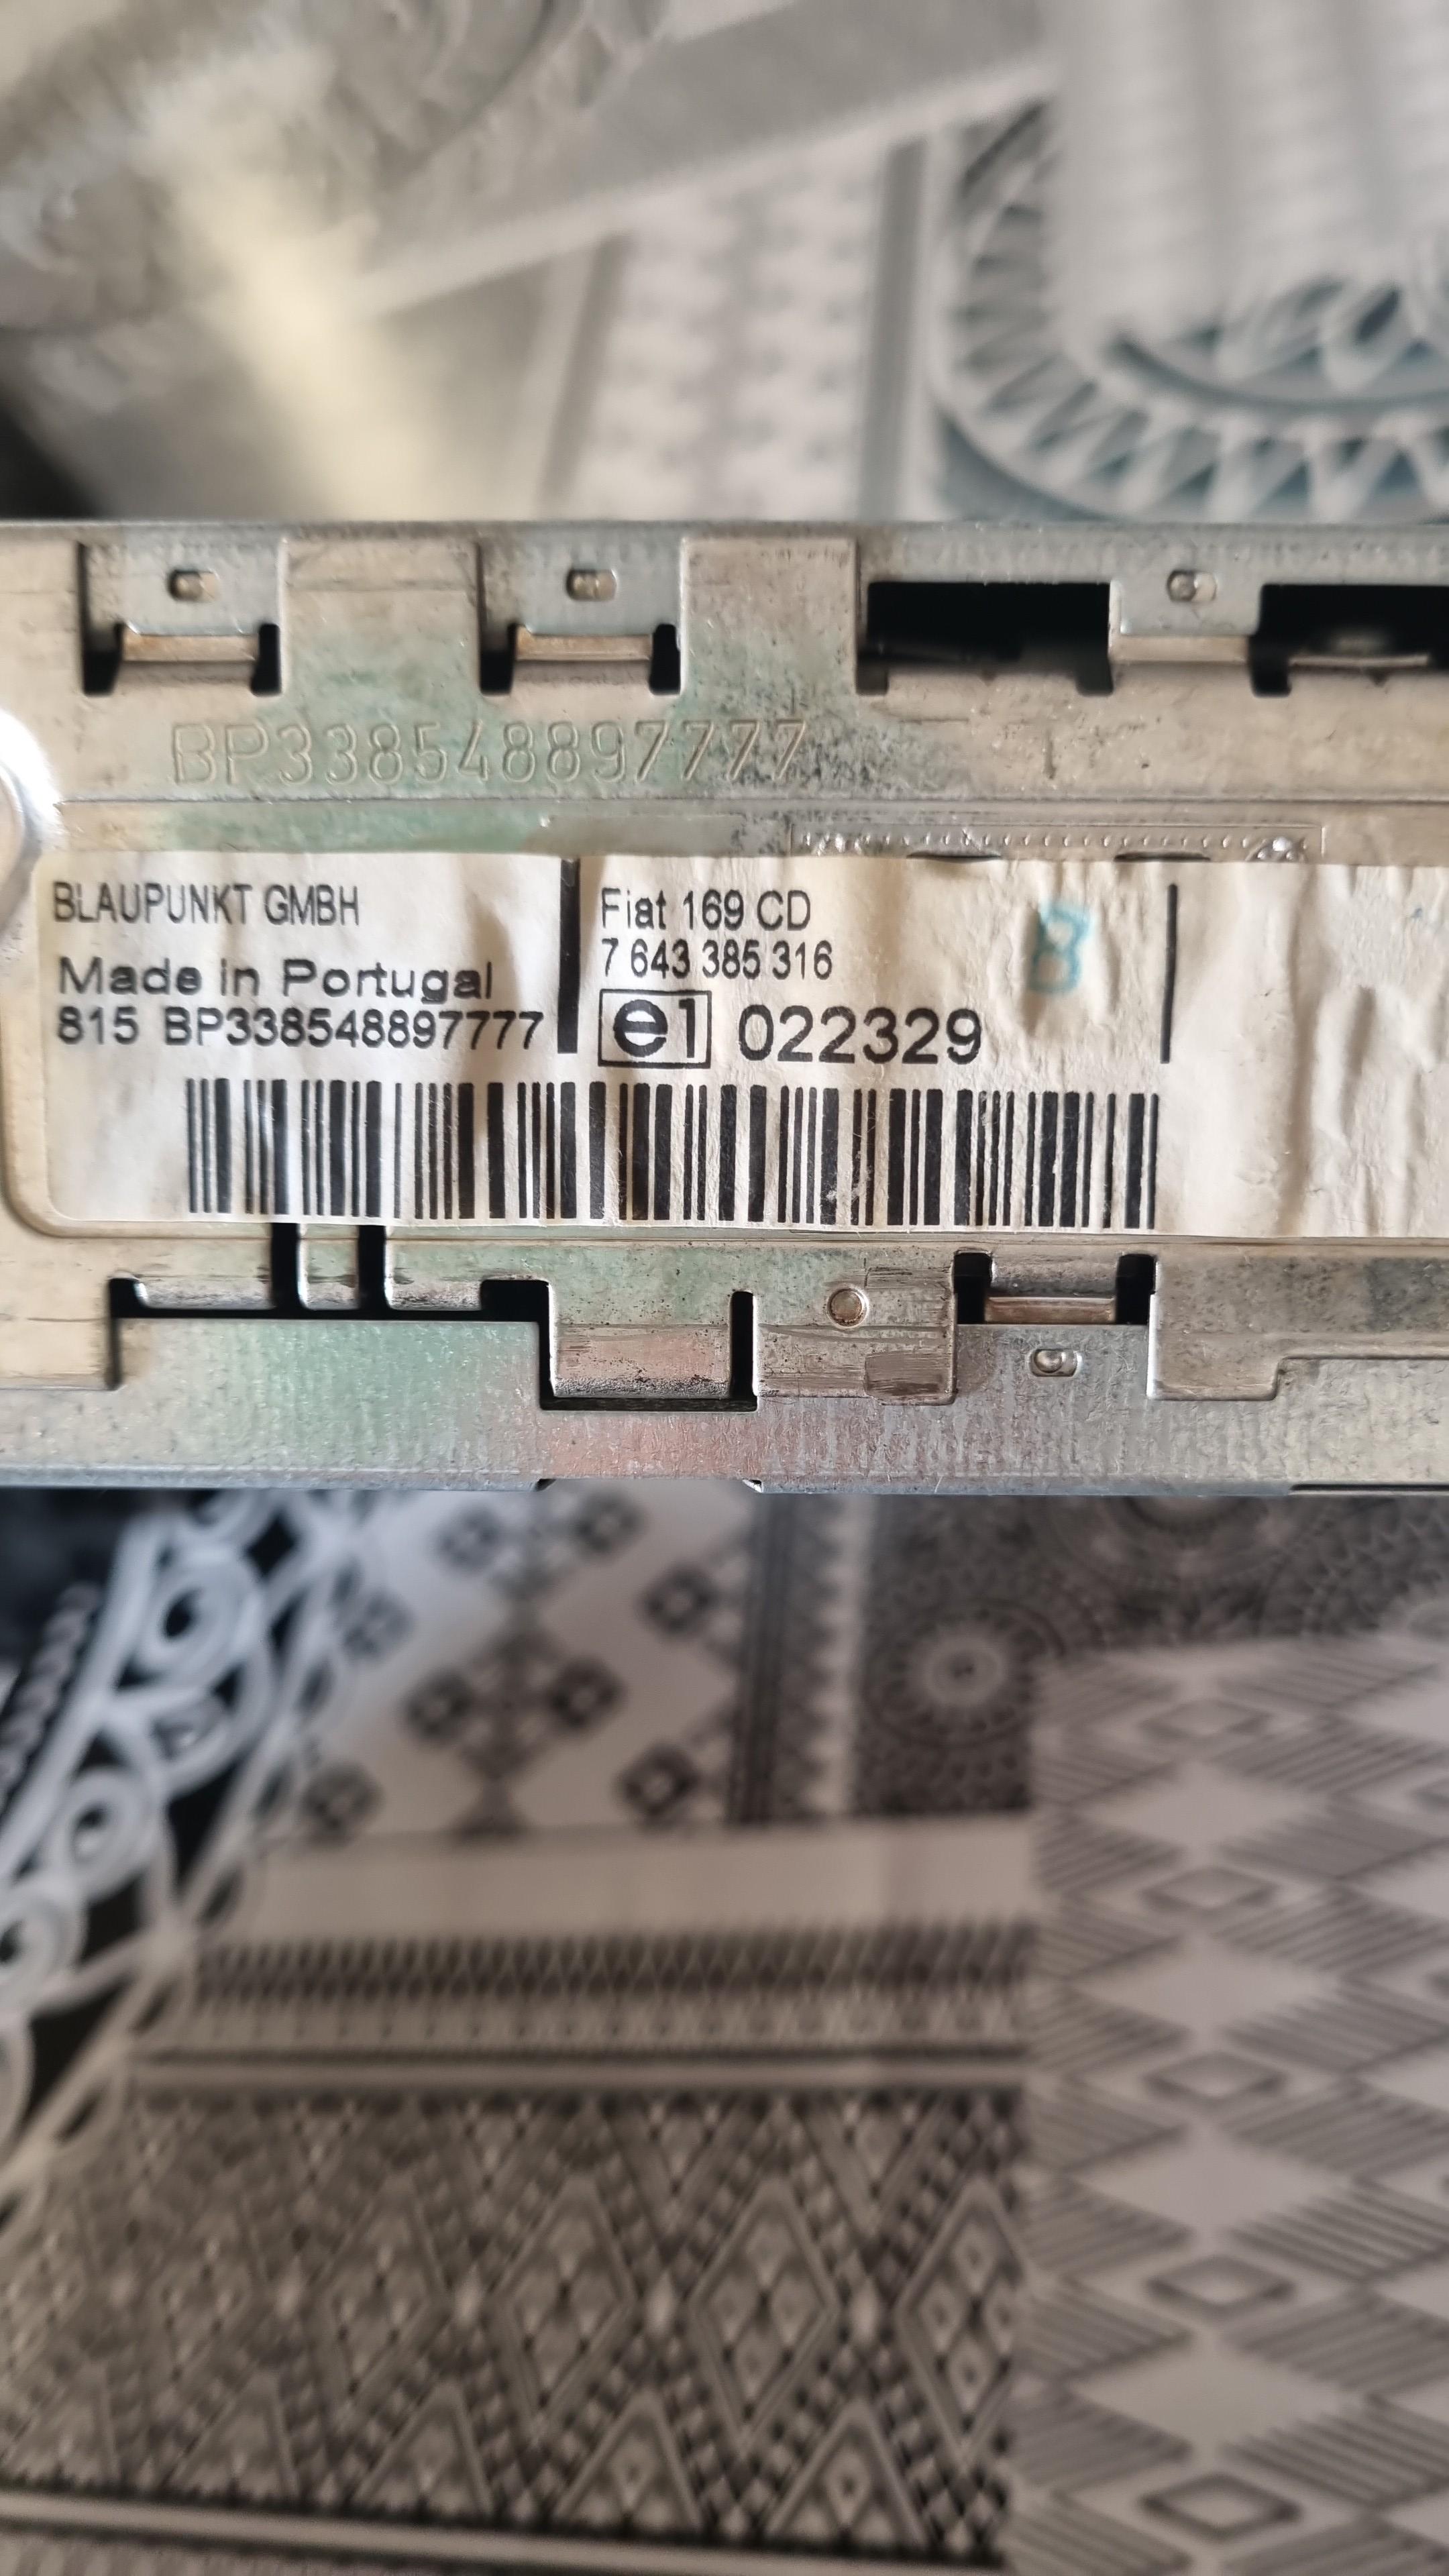 BP338548897777
BLAUPUNKT GMBH
Made in Portugal
815 BP338548897777
Fiat 169 CD
7 643 385 316
e1 022329
8